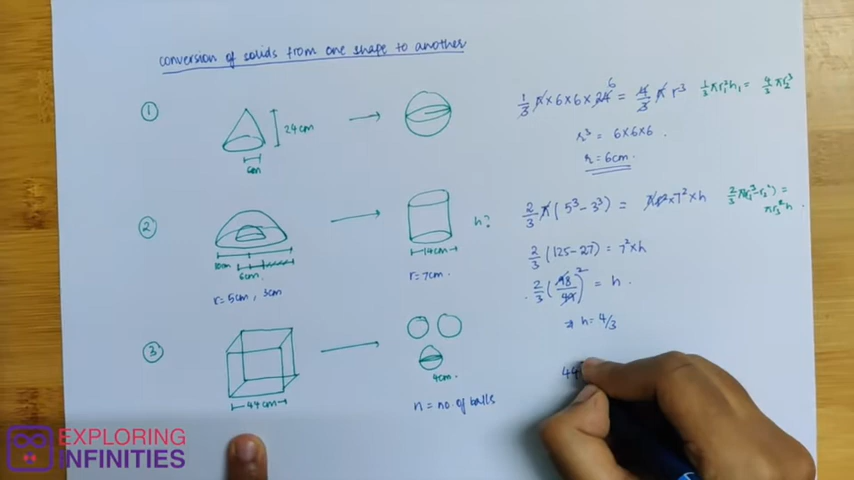 conversion of solids from one shape to another
①
24cm
6cm
1/3 π × 6 × 6 × 24 6 = 4/3 π r³
1/3 πr₁²h₁ = 4/3 πr₂³
r³ = 6×6×6
r = 6cm
②
10cm
6cm
r = 5cm, 3cm
14cm
r = 7cm
h?
2/3 π (5³ - 3³) = π × 7² × h
2/3 π(r₁³ - r₂³) =
πr₃²h
2/3 (125 - 27) = 7² × h
2/3 (98/49)² = h
⇒ h = 4/3
③
44cm
4cm
n = no. of balls
44
EXPLORING
INFINITIES